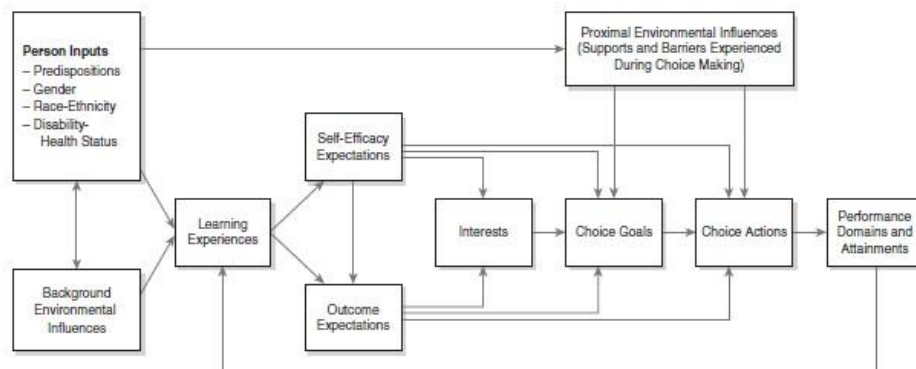 Person Inputs
– Predispositions
– Gender
– Race-Ethnicity
– Disability-
Health Status
Proximal Environmental Influences
(Supports and Barriers Experienced
During Choice Making)
Self-Efficacy
Expectations
Learning
Experiences
Interests
Choice Goals
Choice Actions
Performance
Domains and
Attainments
Background
Environmental
Influences
Outcome
Expectations